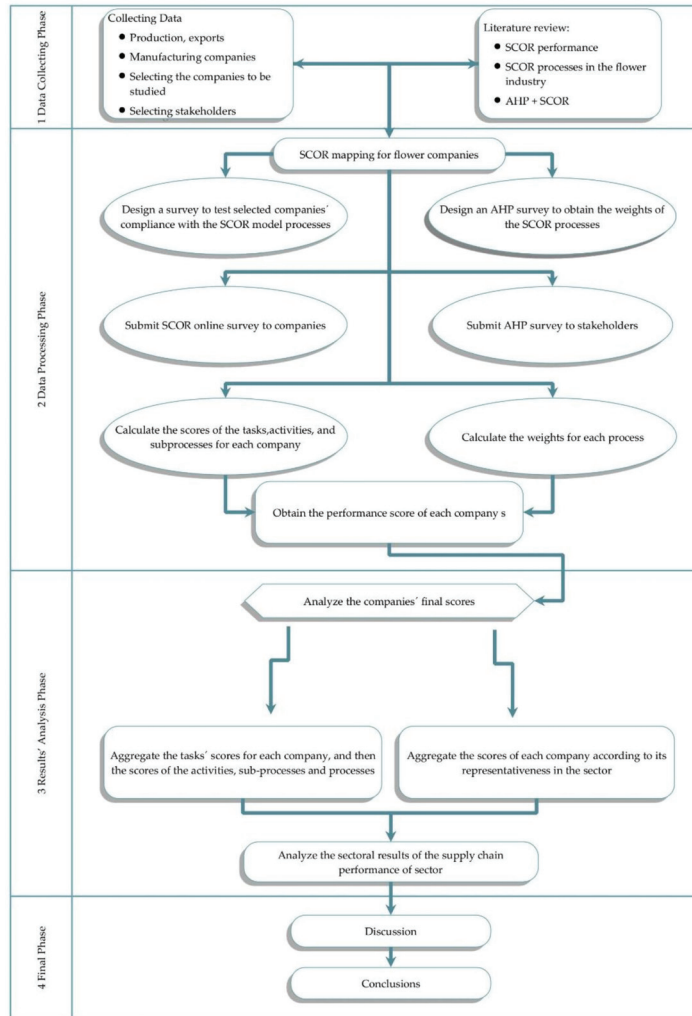 1 Data Collecting Phase
Collecting Data
● Production, exports
● Manufacturing companies
● Selecting the companies to be
studied
● Selecting stakeholders
Literature review:
● SCOR performance
● SCOR processes in the flower
industry
● AHP + SCOR
2 Data Processing Phase
SCOR mapping for flower companies
Design a survey to test selected companies´
compliance with the SCOR model processes
Design an AHP survey to obtain the weights of
the SCOR processes
Submit SCOR online survey to companies
Submit AHP survey to stakeholders
Calculate the scores of the tasks,activities, and
subprocesses for each company
Calculate the weights for each process
Obtain the performance score of each company s
3 Results' Analysis Phase
Analyze the companies´ final scores
Aggregate the tasks´ scores for each company, and then
the scores of the activities, sub-processes and processes
Aggregate the scores of each company according to its
representativeness in the sector
Analyze the sectoral results of the supply chain
performance of sector
4 Final Phase
Discussion
Conclusions